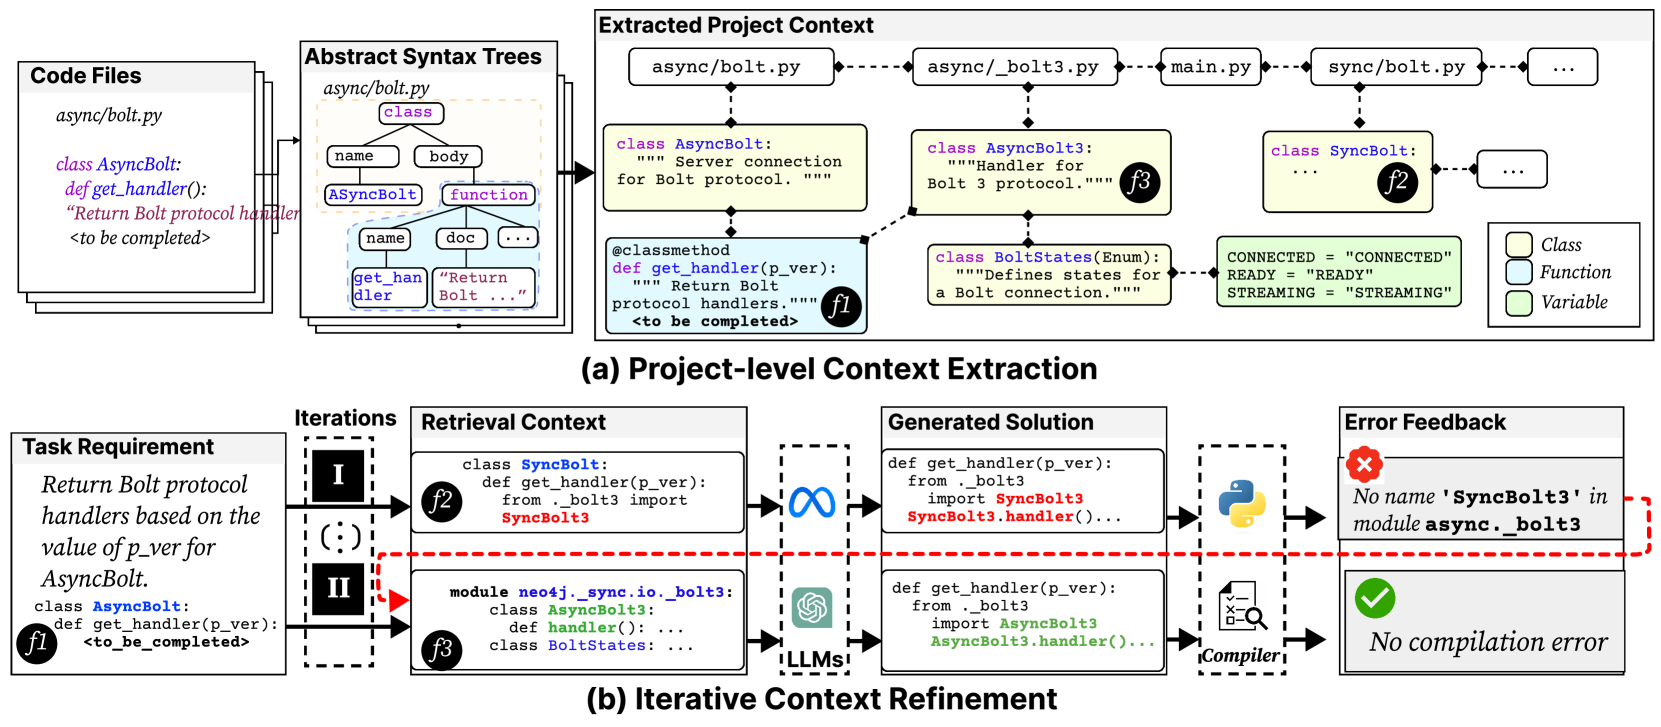 Code Files
async/bolt.py
class AsyncBolt:
def get_handler():
“Return Bolt protocol handler
<to be completed>
Abstract Syntax Trees
async/bolt.py
class
name
body
ASyncBolt
function
name
doc
...
get_han
dler
“Return
Bolt ...”
Extracted Project Context
async/bolt.py
async/_bolt3.py
main.py
sync/bolt.py
...
class AsyncBolt:
""" Server connection
for Bolt protocol. """
class AsyncBolt3:
"""Handler for
Bolt 3 protocol."""
f3
class SyncBolt:
...
f2
...
@classmethod
def get_handler(p_ver):
""" Return Bolt
protocol handlers."""
<to be completed>
f1
class BoltStates(Enum):
"""Defines states for
a Bolt connection."""
CONNECTED = "CONNECTED"
READY = "READY"
STREAMING = "STREAMING"
Class
Function
Variable
(a) Project-level Context Extraction
Task Requirement
Return Bolt protocol
handlers based on the
value of p_ver for
AsyncBolt.
class AsyncBolt:
def get_handler(p_ver):
<to_be_completed>
f1
Iterations
I
(:)
II
Retrieval Context
class SyncBolt:
def get_handler(p_ver):
from ._bolt3 import
SyncBolt3
f2
module neo4j._sync.io._bolt3:
class AsyncBolt3:
def handler(): ...
class BoltStates: ...
f3
LLMs
Generated Solution
def get_handler(p_ver):
from ._bolt3
import SyncBolt3
SyncBolt3.handler()...
def get_handler(p_ver):
from ._bolt3
import AsyncBolt3
AsyncBolt3.handler()...
Compiler
Error Feedback
No name 'SyncBolt3' in
module async._bolt3
No compilation error
(b) Iterative Context Refinement